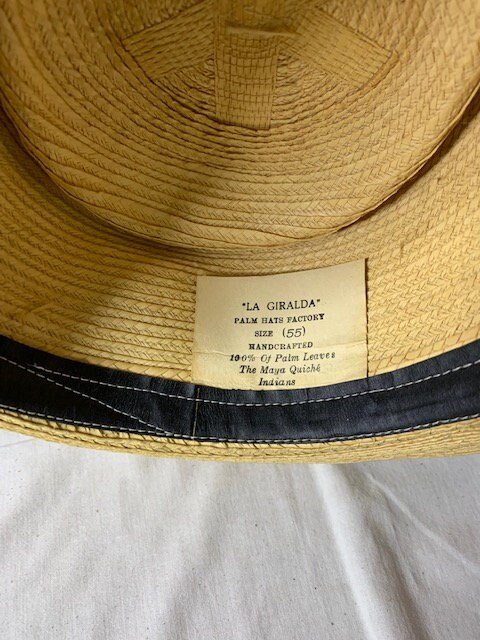 "LA GIRALDA"
PALM HATS FACTORY
SIZE (55)
HANDCRAFTED
100% Of Palm Leaves
The Maya Quiché
Indians